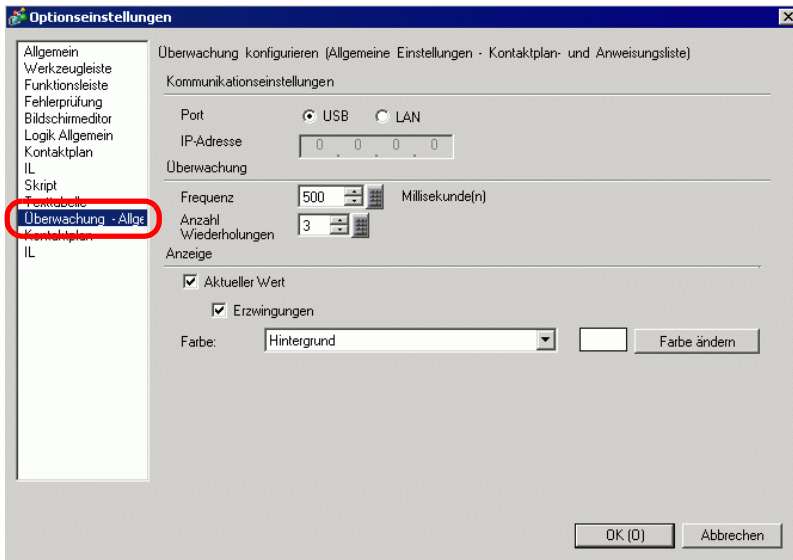 Optionseinstellungen
Allgemein
Werkzeugleiste
Funktionsleiste
Fehlerprüfung
Bildschirmeditor
Logik Allgemein
Kontaktplan
IL
Skript
Texttabelle
Überwachung - Allge
Kontaktplan
IL
Überwachung konfigurieren (Allgemeine Einstellungen - Kontaktplan- und Anweisungsliste)
Kommunikationseinstellungen
Port USB LAN
IP-Adresse 0 . 0 . 0 . 0
Überwachung
Frequenz 500 Millisekunde(n)
Anzahl
Wiederholungen 3
Anzeige
Aktueller Wert
Erzwingungen
Farbe: Hintergrund Farbe ändern
OK (O) Abbrechen